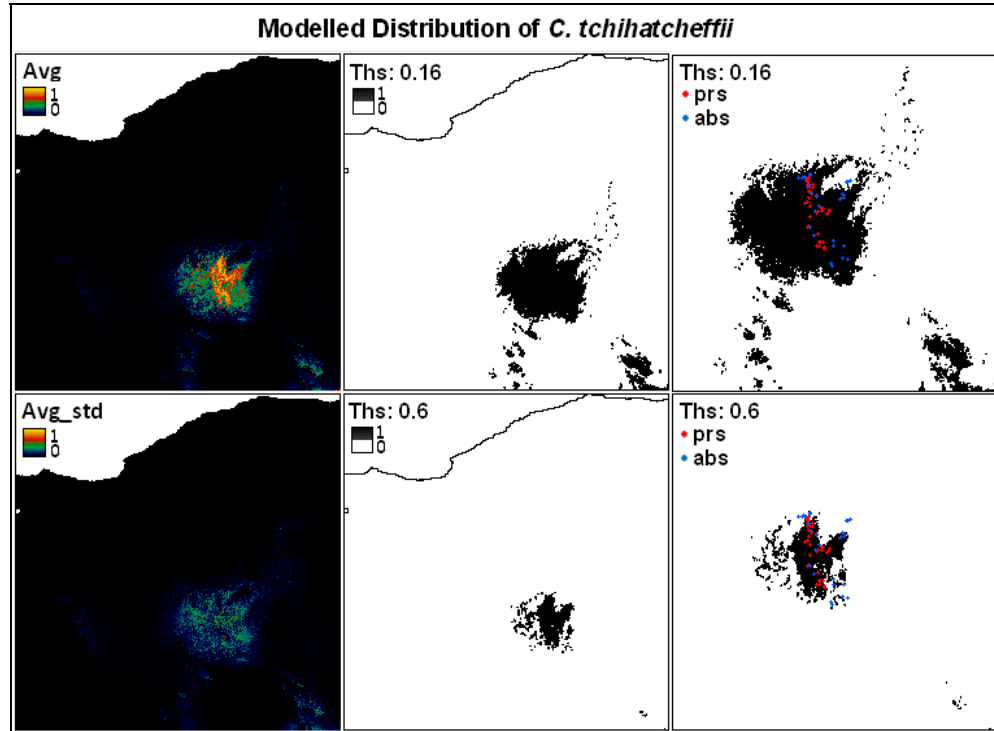 Modelled Distribution of C. tchihatcheffii
Avg
1
0
Ths: 0.16
1
0
Ths: 0.16
prs
abs
Avg_std
1
0
Ths: 0.6
1
0
Ths: 0.6
prs
abs